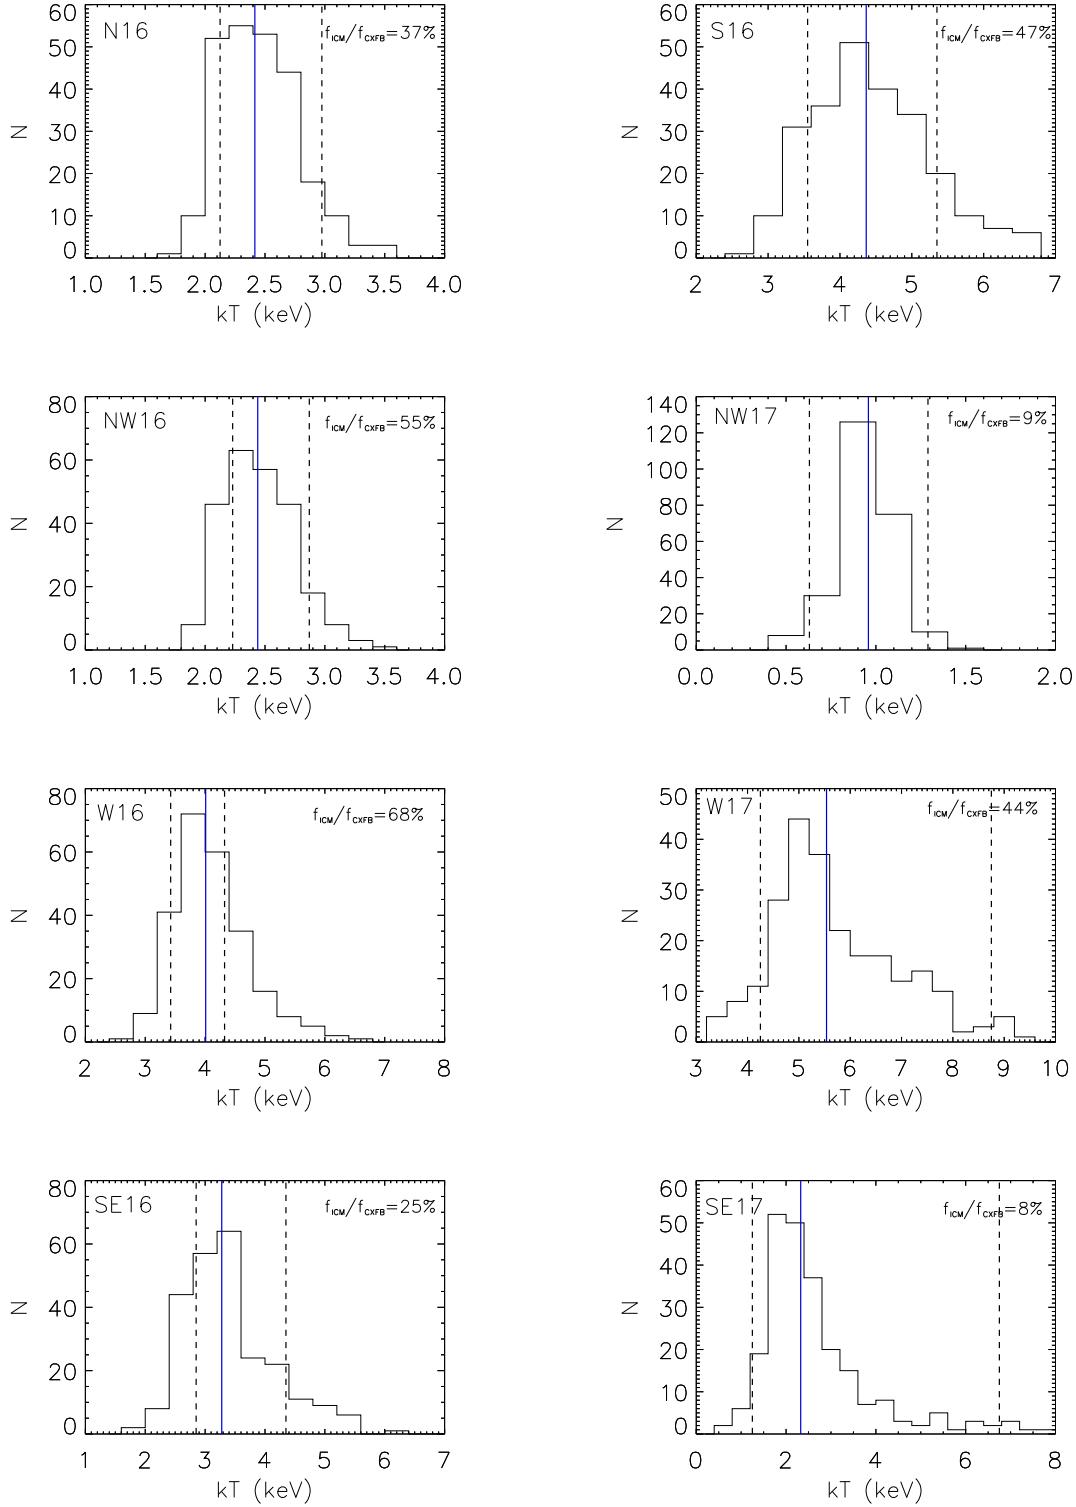 N16
f_ICM/f_CXFB=37%
60
50
40
30
20
10
0
N
1.0 1.5 2.0 2.5 3.0 3.5 4.0
kT (keV)
S16
f_ICM/f_CXFB=47%
60
50
40
30
20
10
0
N
2 3 4 5 6 7
kT (keV)
NW16
f_ICM/f_CXFB=55%
80
60
40
20
0
N
1.0 1.5 2.0 2.5 3.0 3.5 4.0
kT (keV)
NW17
f_ICM/f_CXFB=9%
140
120
100
80
60
40
20
0
N
0.0 0.5 1.0 1.5 2.0
kT (keV)
W16
f_ICM/f_CXFB=68%
80
60
40
20
0
N
2 3 4 5 6 7 8
kT (keV)
W17
f_ICM/f_CXFB=44%
50
40
30
20
10
0
N
3 4 5 6 7 8 9 10
kT (keV)
SE16
f_ICM/f_CXFB=25%
80
60
40
20
0
N
1 2 3 4 5 6 7
kT (keV)
SE17
f_ICM/f_CXFB=8%
60
50
40
30
20
10
0
N
0 2 4 6 8
kT (keV)